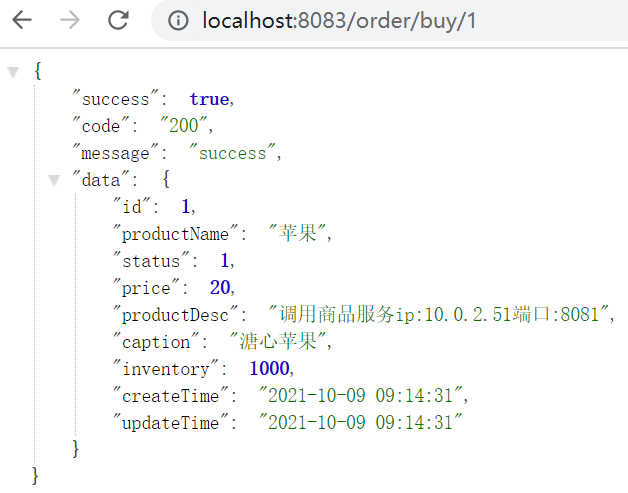 localhost:8083/order/buy/1
{
"success": true,
"code": "200",
"message": "success",
"data": {
"id": 1,
"productName": "苹果",
"status": 1,
"price": 20,
"productDesc": "调用商品服务ip:10.0.2.51端口:8081",
"caption": "溏心苹果",
"inventory": 1000,
"createTime": "2021-10-09 09:14:31",
"updateTime": "2021-10-09 09:14:31"
}
}